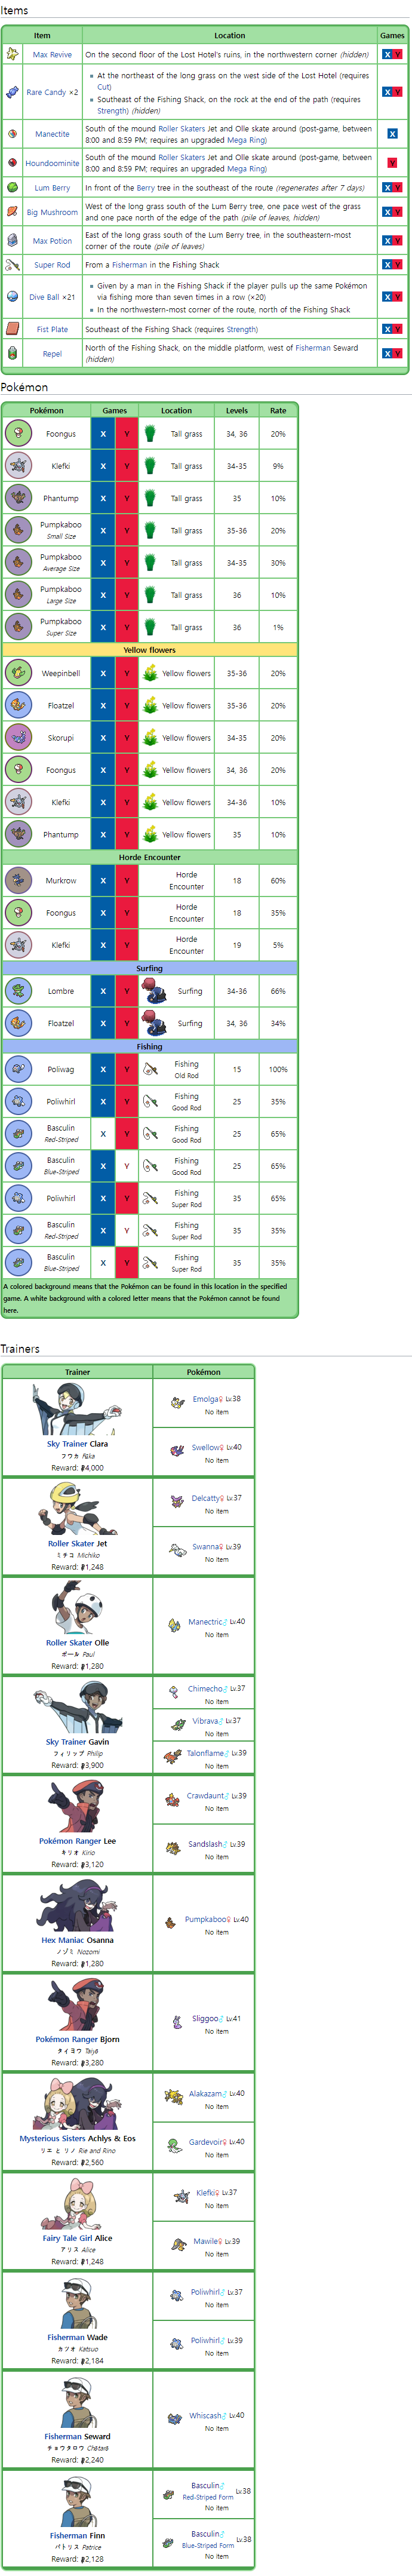 Items
Item Location Games
Max Revive On the second floor of the Lost Hotel's ruins, in the northwestern corner (hidden) X Y
Rare Candy ×2 At the northeast of the long grass on the west side of the Lost Hotel (requires
Cut)
Southeast of the Fishing Shack, on the rock at the end of the path (requires
Strength) (hidden) X Y
Manectite South of the mound Roller Skaters Jet and Olle skate around (post-game, between
8:00 and 8:59 PM; requires an upgraded Mega Ring) X
Houndoominite South of the mound Roller Skaters Jet and Olle skate around (post-game, between
8:00 and 8:59 PM; requires an upgraded Mega Ring) Y
Lum Berry In front of the Berry tree in the southeast of the route (regenerates after 7 days) X Y
Big Mushroom West of the long grass south of the Lum Berry tree, one pace west of the grass
and one pace north of the edge of the path (pile of leaves, hidden) X Y
Max Potion East of the long grass south of the Lum Berry tree, in the southeastern-most
corner of the route (pile of leaves) X Y
Super Rod From a Fisherman in the Fishing Shack X Y
Dive Ball ×21 Given by a man in the Fishing Shack if the player pulls up the same Pokémon
via fishing more than seven times in a row (×20)
In the northwestern-most corner of the route, north of the Fishing Shack X Y
Fist Plate Southeast of the Fishing Shack (requires Strength) X Y
Repel North of the Fishing Shack, on the middle platform, west of Fisherman Seward
(hidden) X Y
Pokémon
Pokémon Games Location Levels Rate
Foongus X Y Tall grass 34, 36 20%
Klefki X Y Tall grass 34-35 9%
Phantump X Y Tall grass 35 10%
Pumpkaboo
Small Size X Y Tall grass 35-36 20%
Pumpkaboo
Average Size X Y Tall grass 34-35 30%
Pumpkaboo
Large Size X Y Tall grass 36 10%
Pumpkaboo
Super Size X Y Tall grass 36 1%
Yellow flowers
Weepinbell X Y Yellow flowers 35-36 20%
Floatzel X Y Yellow flowers 35-36 20%
Skorupi X Y Yellow flowers 34-35 20%
Foongus X Y Yellow flowers 34, 36 20%
Klefki X Y Yellow flowers 34-36 10%
Phantump X Y Yellow flowers 35 10%
Horde Encounter
Murkrow X Y Horde
Encounter 18 60%
Foongus X Y Horde
Encounter 18 35%
Klefki X Y Horde
Encounter 19 5%
Surfing
Lombre X Y Surfing 34-36 66%
Floatzel X Y Surfing 34, 36 34%
Fishing
Poliwag X Y Fishing
Old Rod 15 100%
Poliwhirl X Y Fishing
Good Rod 25 35%
Basculin
Red-Striped X Y Fishing
Good Rod 25 65%
Basculin
Blue-Striped X Y Fishing
Good Rod 25 65%
Poliwhirl X Y Fishing
Super Rod 35 65%
Basculin
Red-Striped X Y Fishing
Super Rod 35 35%
Basculin
Blue-Striped X Y Fishing
Super Rod 35 35%
A colored background means that the Pokémon can be found in this location in the specified
game. A white background with a colored letter means that the Pokémon cannot be found
here.
Trainers
Trainer Pokémon
Sky Trainer Clara
フウカ Fūka
Reward: 4,000
Emolga♀ Lv.38
No item
Swellow♀ Lv.40
No item
Roller Skater Jet
ミチコ Michiko
Reward: 1,248
Delcatty♀ Lv.37
No item
Swanna♀ Lv.39
No item
Roller Skater Olle
ポール Paul
Reward: 1,280
Manectric♂ Lv.40
No item
Sky Trainer Gavin
フィリップ Philip
Reward: 3,900
Chimecho♂ Lv.37
No item
Vibrava♂ Lv.37
No item
Talonflame♂ Lv.39
No item
Pokémon Ranger Lee
キリオ Kirio
Reward: 3,120
Crawdaunt♂ Lv.39
No item
Sandslash♂ Lv.39
No item
Hex Maniac Osanna
ノゾミ Nozomi
Reward: 1,280
Pumpkaboo♀ Lv.40
No item
Pokémon Ranger Bjorn
タイヨウ Taiyō
Reward: 3,280
Sliggoo♂ Lv.41
No item
Mysterious Sisters Achlys & Eos
リエ と リノ Rie and Rino
Reward: 2,560
Alakazam♀ Lv.40
No item
Gardevoir♀ Lv.40
No item
Fairy Tale Girl Alice
アリス Alice
Reward: 1,248
Klefki♀ Lv.37
No item
Mawile♀ Lv.39
No item
Fisherman Wade
カツオ Katsuo
Reward: 2,184
Poliwhirl♂ Lv.37
No item
Poliwhirl♂ Lv.39
No item
Fisherman Seward
チョウタロウ Chōtarō
Reward: 2,240
Whiscash♂ Lv.40
No item
Fisherman Finn
パトリス Patrice
Reward: 2,128
Basculin♂ Lv.38
Red-Striped Form
No item
Basculin♂ Lv.38
Blue-Striped Form
No item